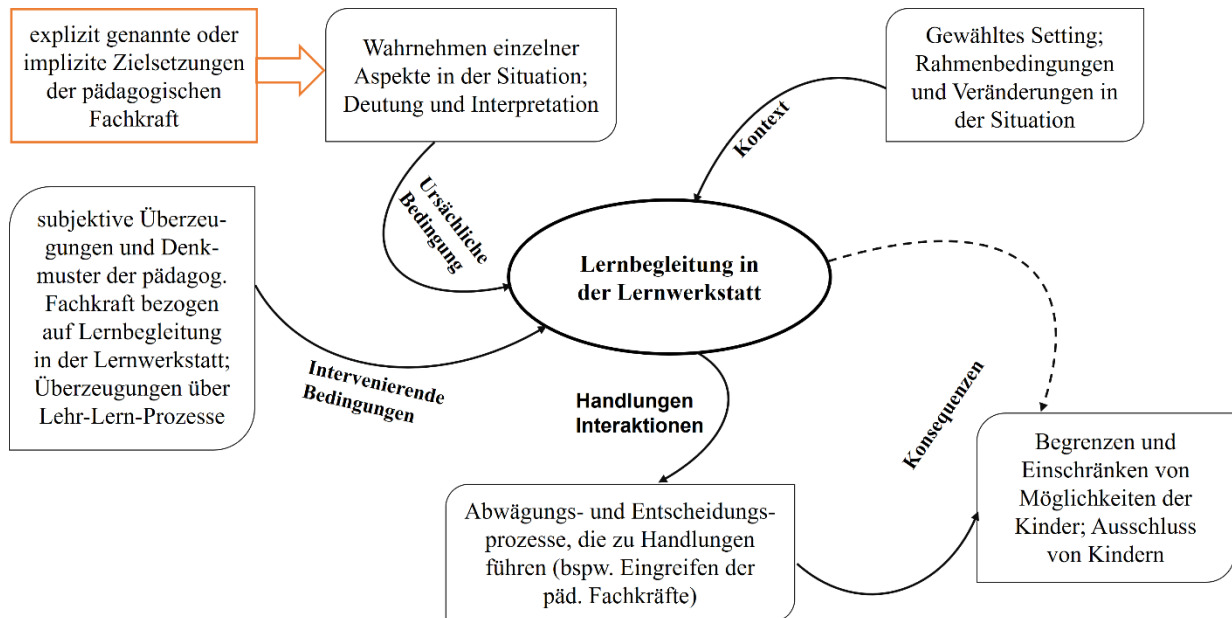 explizit genannte oder
implizite Zielsetzungen
der pädagogischen
Fachkraft
Wahrnehmen einzelner
Aspekte in der Situation;
Deutung und Interpretation
Gewähltes Setting;
Rahmenbedingungen
und Veränderungen in
der Situation
Kontext
Ursächliche
Bedingung
subjektive Überzeu-
gungen und Denk-
muster der pädagog.
Fachkraft bezogen
auf Lernbegleitung
in der Lernwerkstatt;
Überzeugungen über
Lehr-Lern-Prozesse
Lernbegleitung in
der Lernwerkstatt
Intervenierende
Bedingungen
Handlungen
Interaktionen
Konsequenzen
Abwägungs- und Entscheidungs-
prozesse, die zu Handlungen
führen (bspw. Eingreifen der
päd. Fachkräfte)
Begrenzen und
Einschränken von
Möglichkeiten der
Kinder; Ausschluss
von Kindern